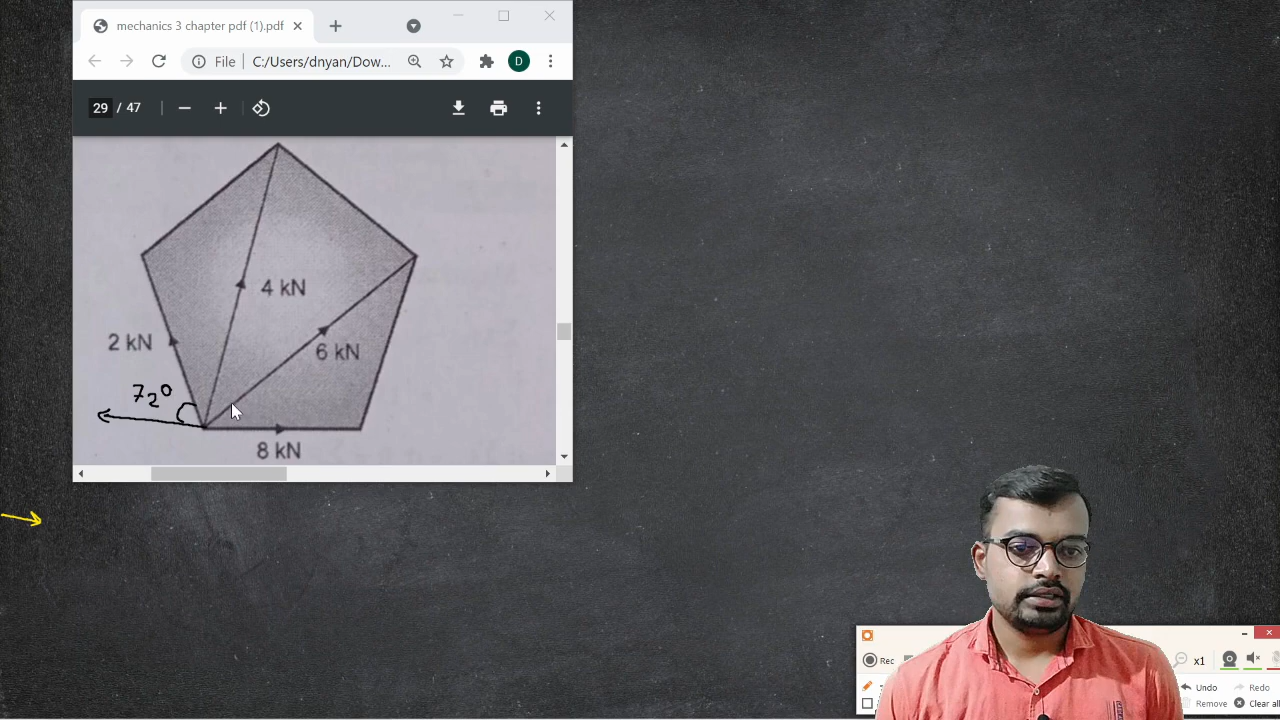 mechanics 3 chapter pdf (1).pdf
File
C:/Users/dnyan/Dow...
D
29 / 47
4 kN
2 kN
6 kN
72°
8 kN
Rec
x1
Undo
Redo
Remove
Clear all